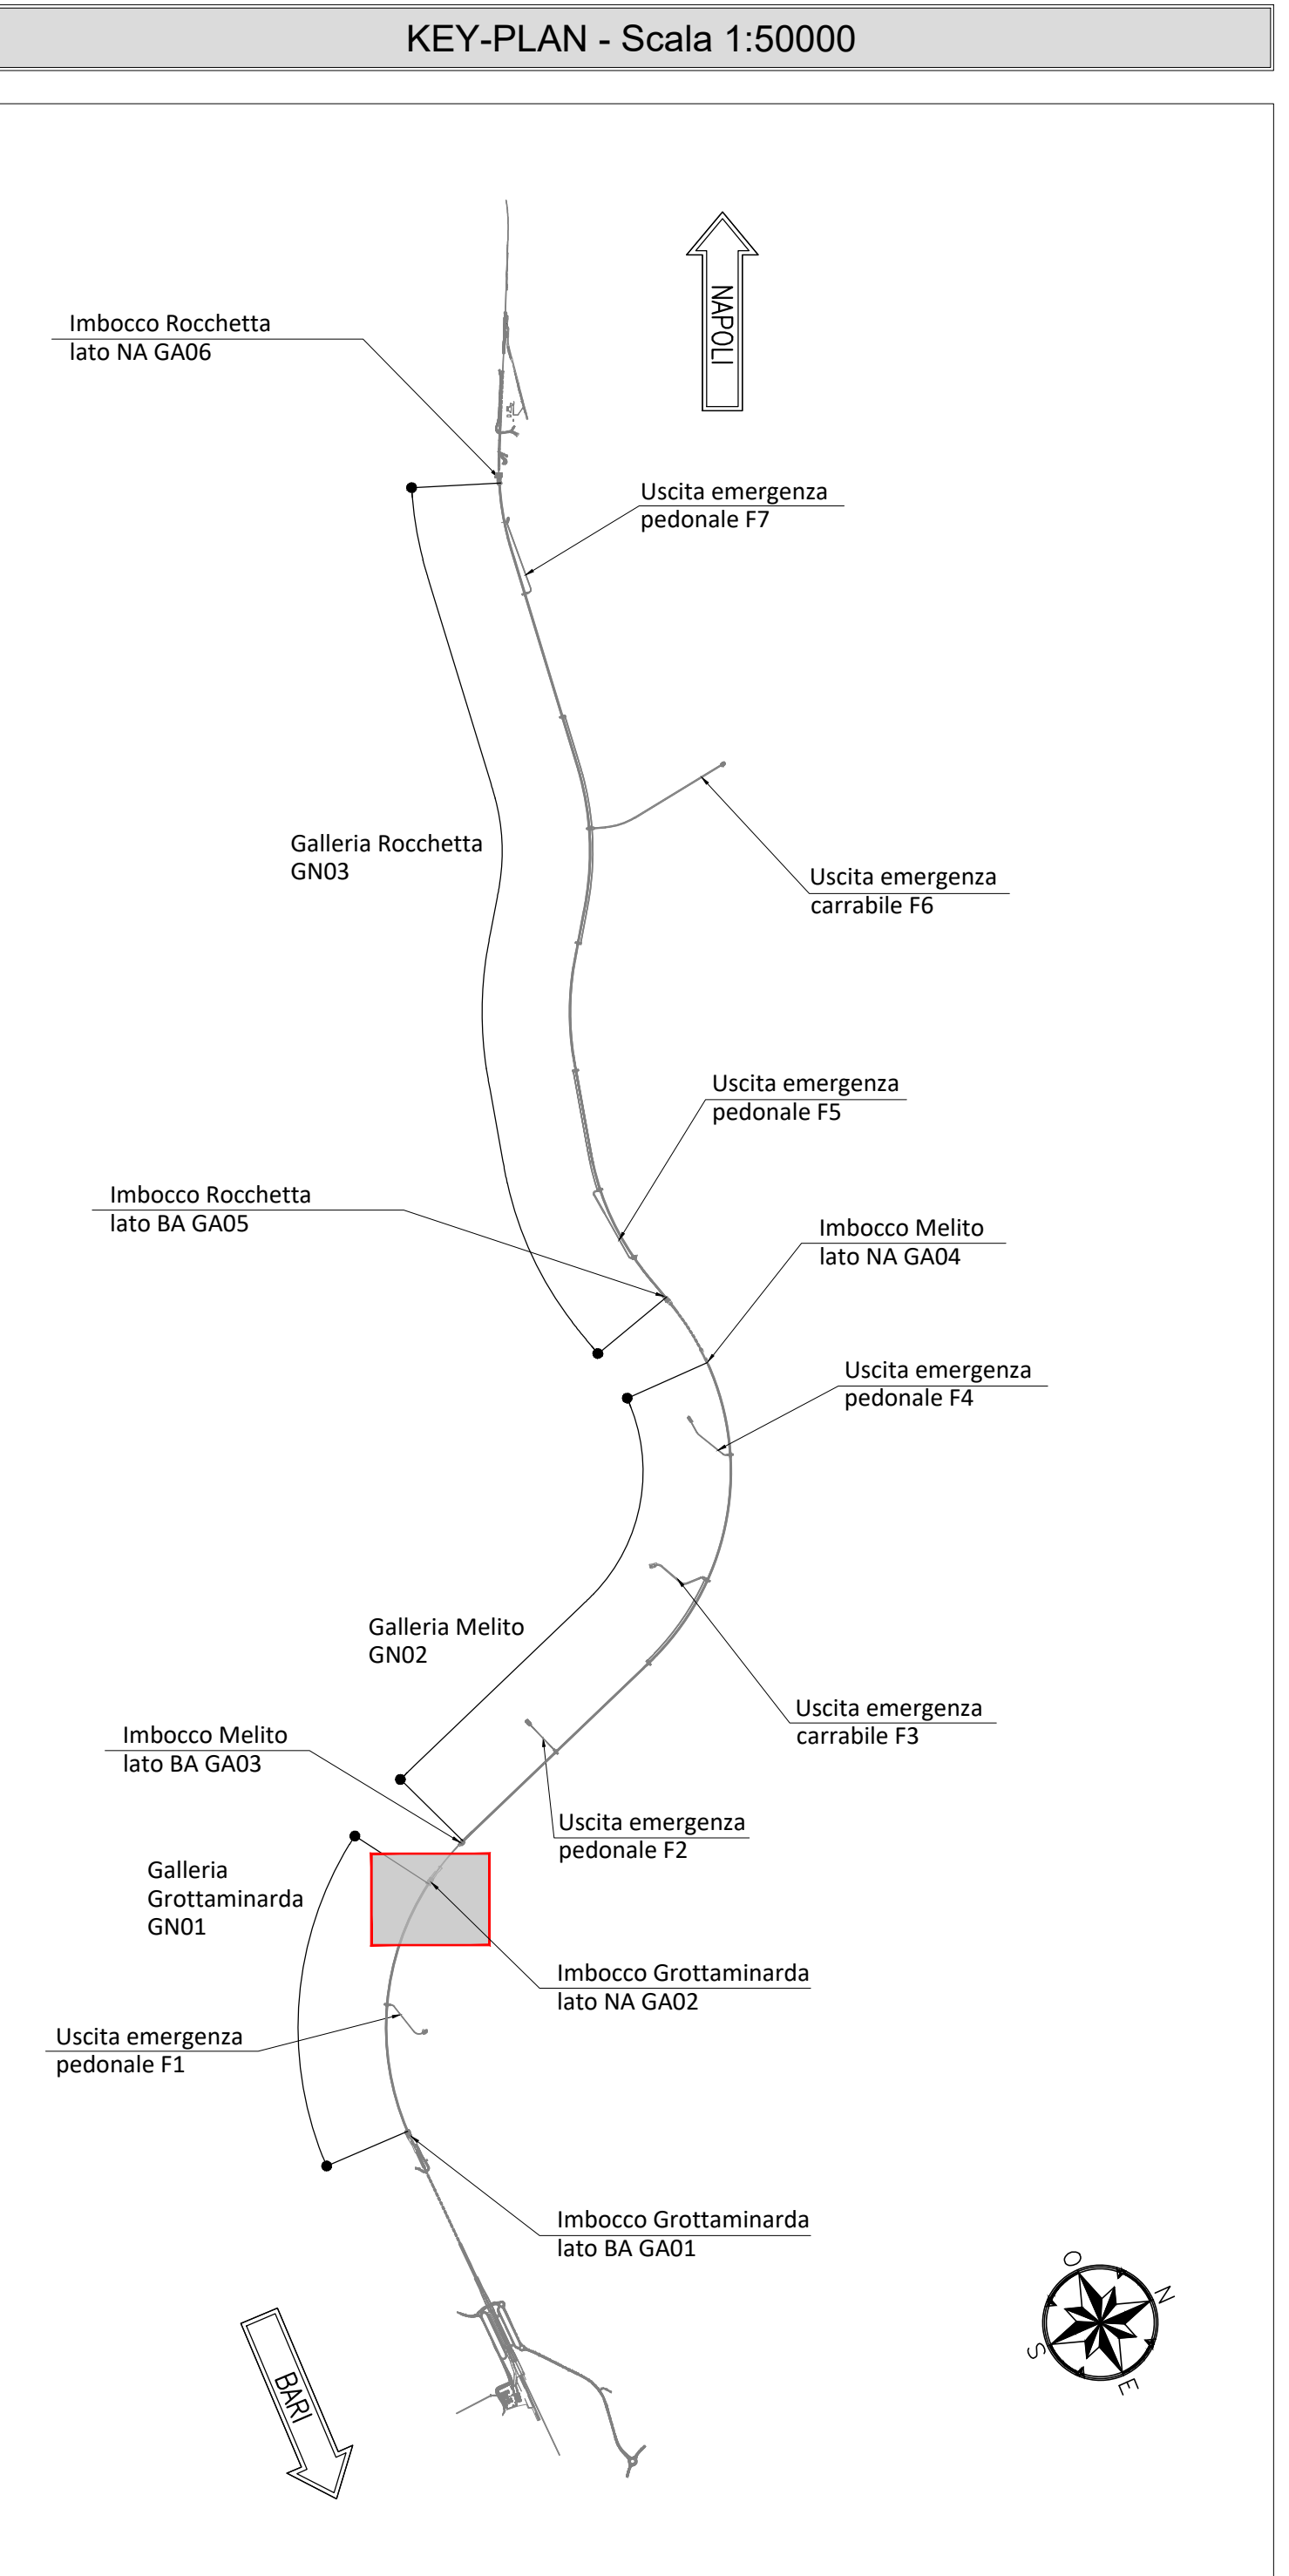 KEY-PLAN - Scala 1:50000
NAPOLI
Imbocco Rocchetta
lato NA GA06
Uscita emergenza
pedonale F7
Galleria Rocchetta
GN03
Uscita emergenza
carrabile F6
Uscita emergenza
pedonale F5
Imbocco Rocchetta
lato BA GA05
Imbocco Melito
lato NA GA04
Uscita emergenza
pedonale F4
Galleria Melito
GN02
Uscita emergenza
carrabile F3
Imbocco Melito
lato BA GA03
Uscita emergenza
pedonale F2
Galleria
Grottaminarda
GN01
Imbocco Grottaminarda
lato NA GA02
Uscita emergenza
pedonale F1
Imbocco Grottaminarda
lato BA GA01
O
N
S
E
BARI